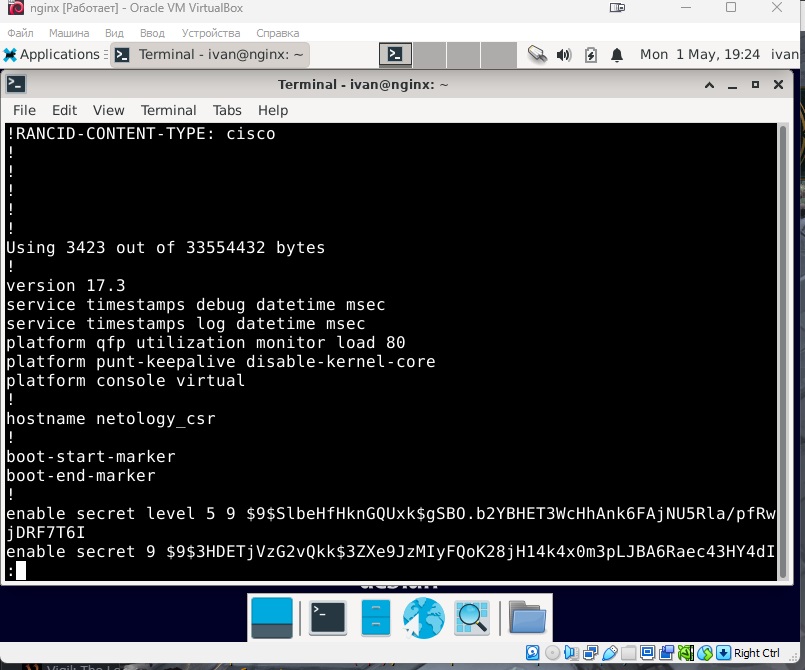 nginx [Работает] - Oracle VM VirtualBox
Файл Машина Вид Ввод Устройства Справка
Applications Terminal - ivan@nginx: ~ Mon 1 May, 19:24 ivan
Terminal - ivan@nginx: ~
File Edit View Terminal Tabs Help
!RANCID-CONTENT-TYPE: cisco
!
!
!
!
!
Using 3423 out of 33554432 bytes
!
version 17.3
service timestamps debug datetime msec
service timestamps log datetime msec
platform qfp utilization monitor load 80
platform punt-keepalive disable-kernel-core
platform console virtual
!
hostname netology_csr
!
boot-start-marker
boot-end-marker
!
enable secret level 5 9 $9$SlbeHfHknGQUxk$gSBO.b2YBHET3WcHhAnk6FAjNU5Rla/pfRw
jDRF7T6I
enable secret 9 $9$3HDETjVzG2vQkk$3ZXe9JzMIyFQoK28jH14k4x0m3pLJBA6Raec43HY4dI
:
Right Ctrl